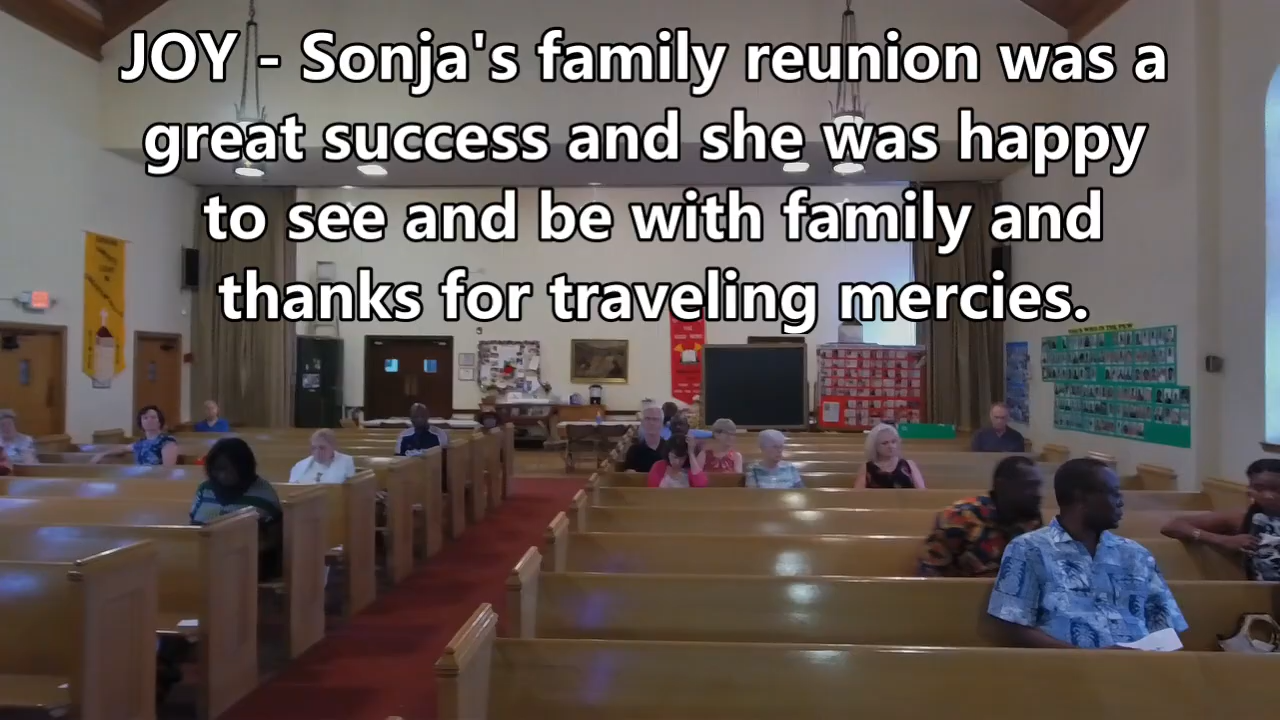 JOY - Sonja's family reunion was a
great success and she was happy
to see and be with family and
thanks for traveling mercies.